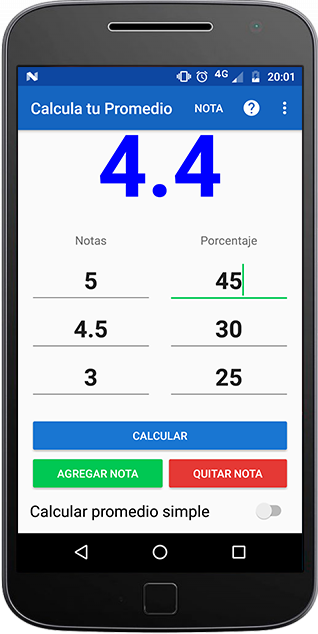 4G 20:01
Calcula tu Promedio NOTA ?
4.4
Notas Porcentaje
5 45
4.5 30
3 25
CALCULAR
AGREGAR NOTA QUITAR NOTA
Calcular promedio simple